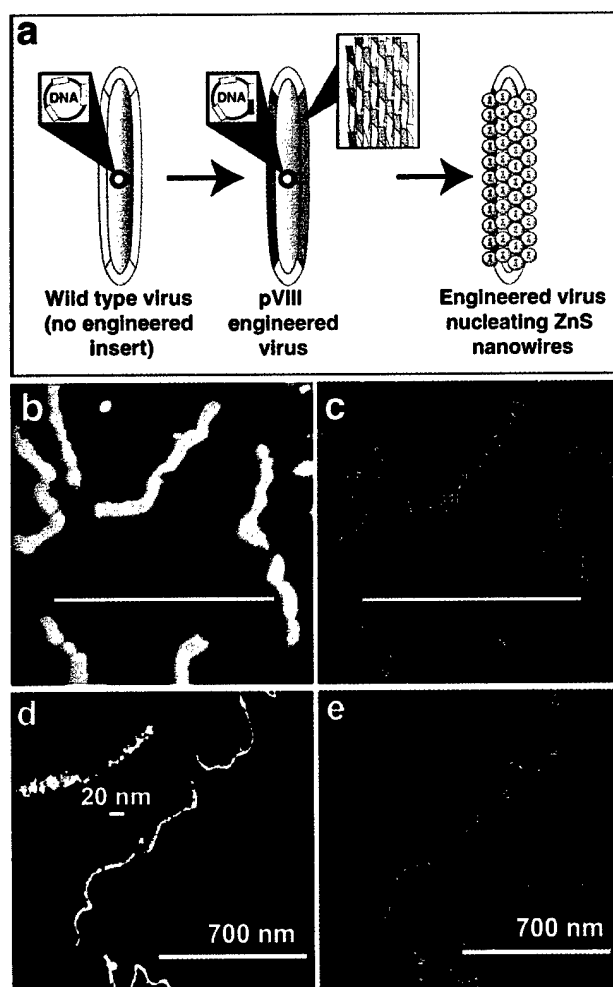 a
DNA
DNA
Wild type virus
(no engineered
insert)
pVIII
engineered
virus
Engineered virus
nucleating ZnS
nanowires
b
c
d
20 nm
700 nm
e
700 nm